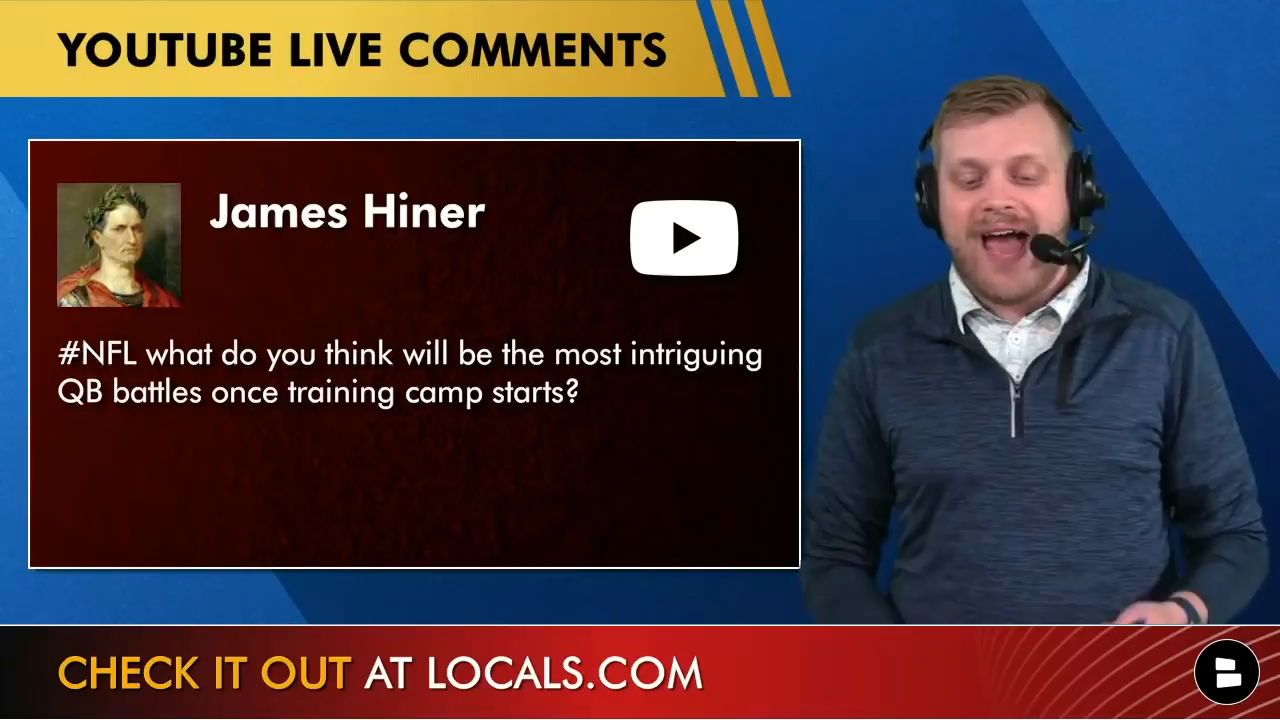 YOUTUBE LIVE COMMENTS
James Hiner
#NFL what do you think will be the most intriguing
QB battles once training camp starts?
CHECK IT OUT AT LOCALS.COM